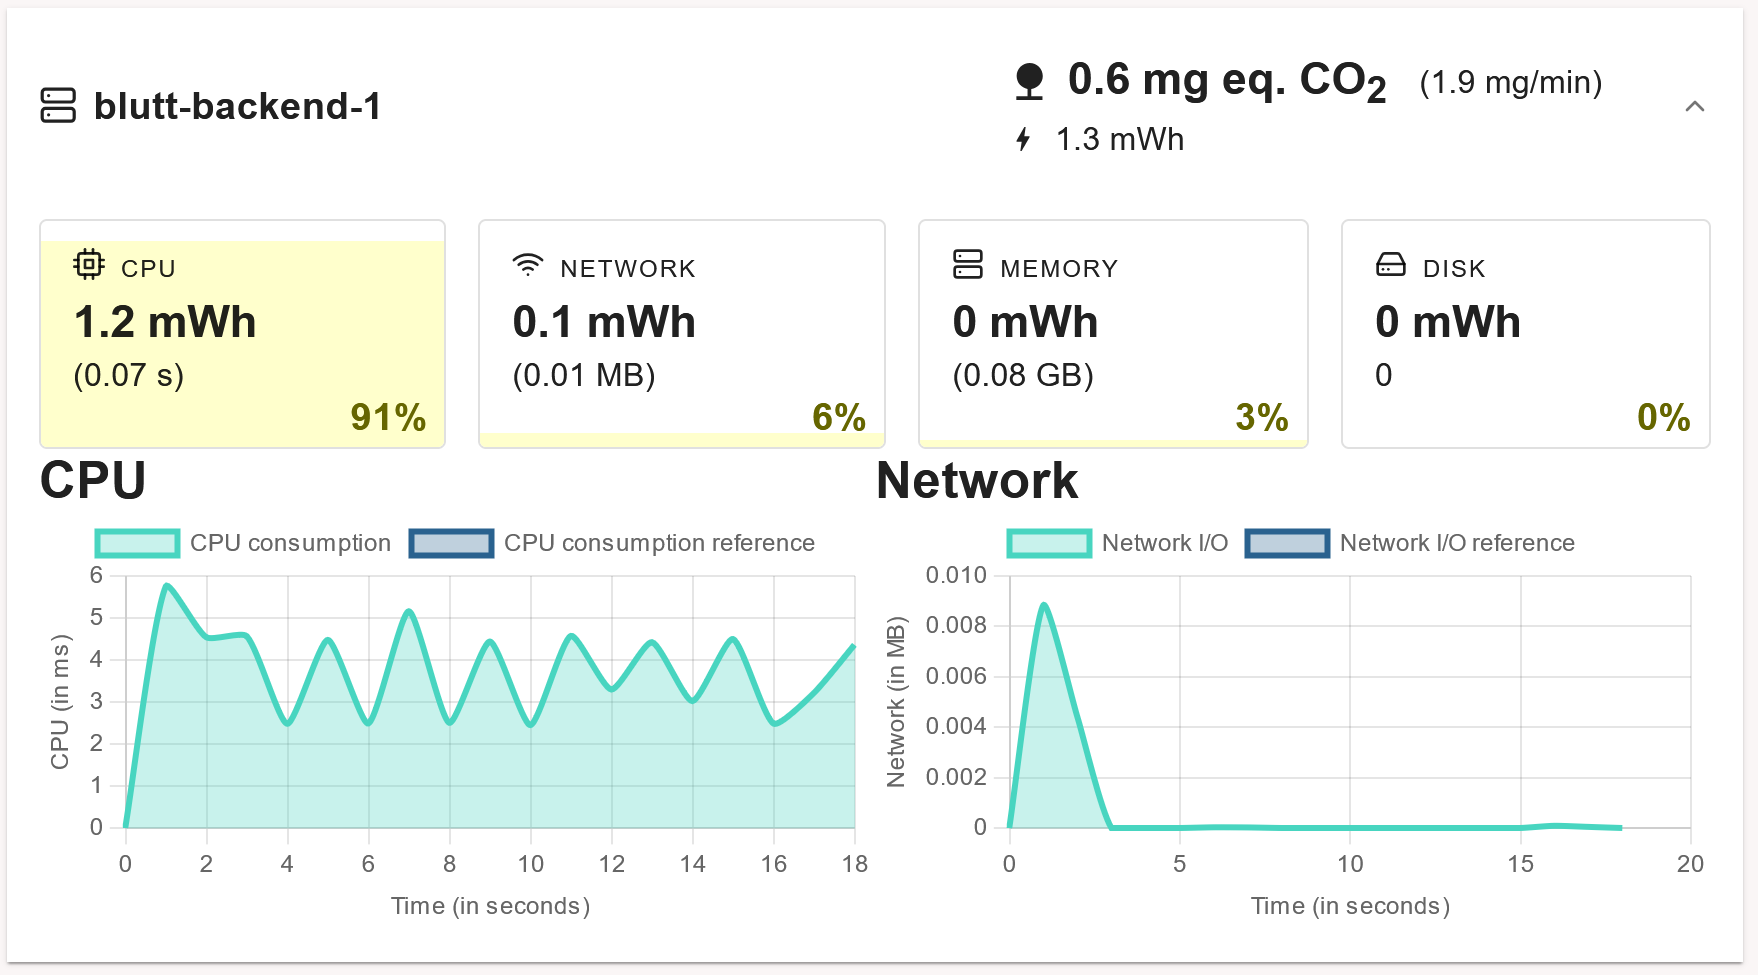 blutt-backend-1
0.6 mg eq. CO2 (1.9 mg/min)
1.3 mWh
CPU
1.2 mWh
(0.07 s)
91%
NETWORK
0.1 mWh
(0.01 MB)
6%
MEMORY
0 mWh
(0.08 GB)
3%
DISK
0 mWh
0
0%
CPU
CPU consumption CPU consumption reference
6
5
4
3
2
1
0
CPU (in ms)
0 2 4 6 8 10 12 14 16 18
Time (in seconds)
Network
Network I/O Network I/O reference
0.010
0.008
0.006
0.004
0.002
0
Network (in MB)
0 5 10 15 20
Time (in seconds)